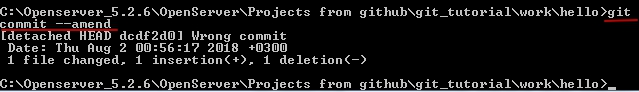 C:\Openserver_5.2.6\OpenServer\Projects from github\git_tutorial\work\hello>git
commit --amend
[detached HEAD dcdf2d0] Wrong commit
 Date: Thu Aug 2 00:56:17 2018 +0300
 1 file changed, 1 insertion(+), 1 deletion(-)
C:\Openserver_5.2.6\OpenServer\Projects from github\git_tutorial\work\hello>_